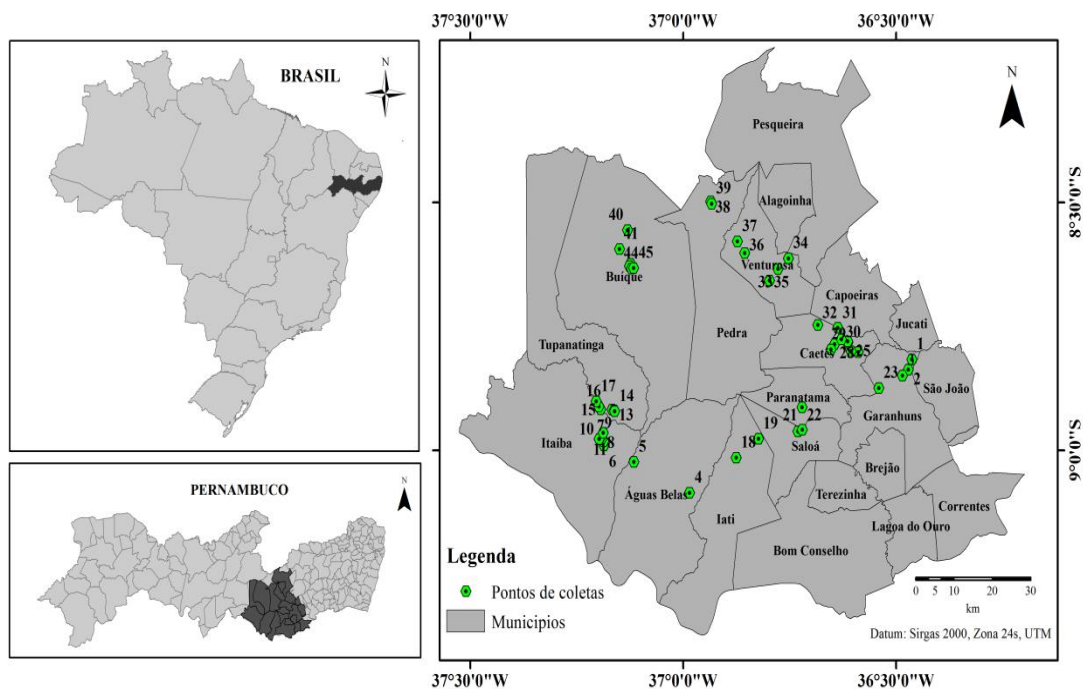 BRASIL
N
PERNAMBUCO
N
37°30'0"W 37°0'0"W 36°30'0"W
N
Pesqueira
8°30'0"S
39
38
Alagoinha
40
41
37
36
34
4445
Buíque
Venturosa
35
Capoeiras
32 31
30
Jucati
Pedra
Caetés
25
1
Tupanatinga
23 2
São João
17
16
14
15
13
Paranatama
Garanhuns
21 22
19
10
18
Saloá
Itaíba
8
6
5
9°0'0"S
Brejão
Águas Belas
4
Terezinha
Correntes
Iati
Lagoa do Ouro
Bom Conselho
Legenda
Pontos de coletas
Municipios
0 5 10 20 30
km
Datum: Sirgas 2000, Zona 24s, UTM
37°30'0"W 37°0'0"W 36°30'0"W